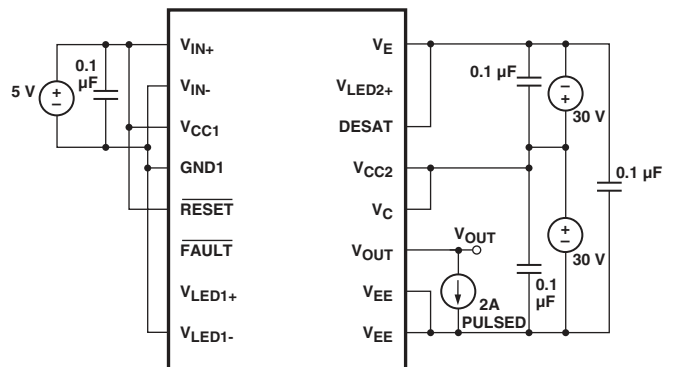 V_IN+
V_IN-
V_CC1
GND1
RESET
FAULT
V_LED1+
V_LED1-
V_E
V_LED2+
DESAT
V_CC2
V_C
V_OUT
V_EE
V_EE
5 V
+
−
0.1
µF
0.1 µF
−
+
30 V
0.1 µF
+
−
30 V
0.1
µF
V_OUT
2A
PULSED